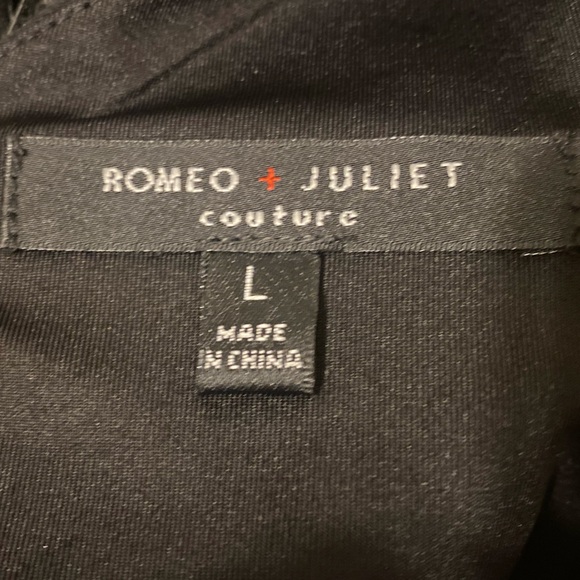 ROMEO + JULIET
couture
L
MADE
IN CHINA